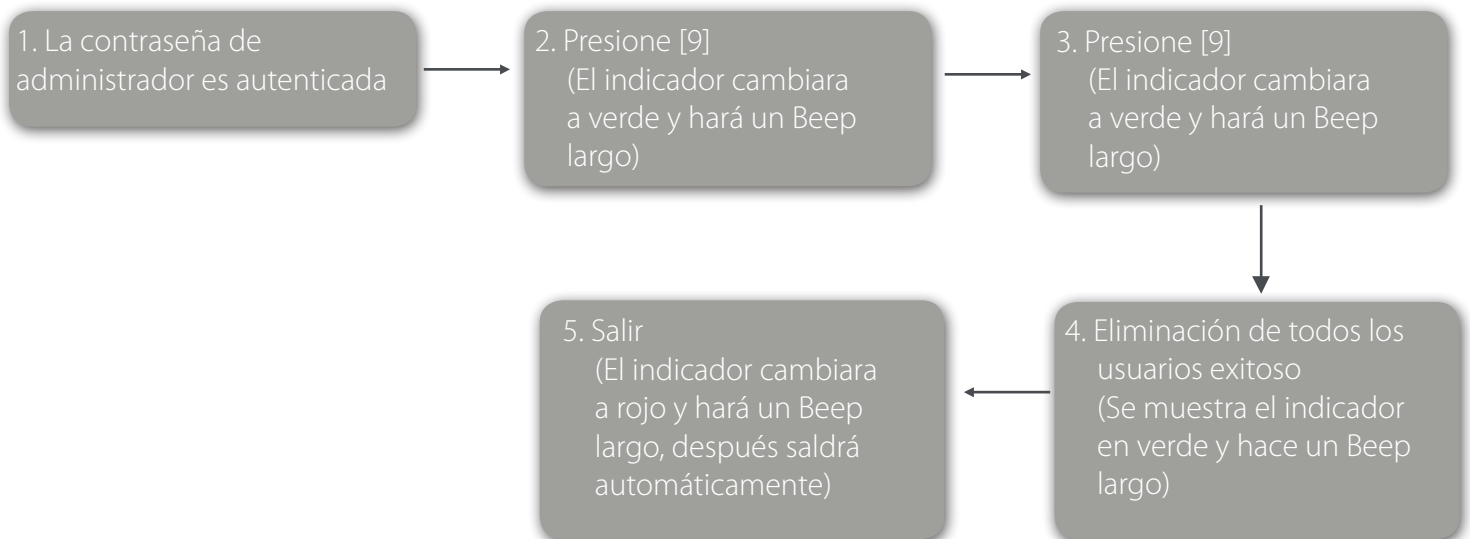 1. La contraseña de
administrador es autenticada
2. Presione [9]
(El indicador cambiara
a verde y hará un Beep
largo)
3. Presione [9]
(El indicador cambiara
a verde y hará un Beep
largo)
4. Eliminación de todos los
usuarios exitoso
(Se muestra el indicador
en verde y hace un Beep
largo)
5. Salir
(El indicador cambiara
a rojo y hará un Beep
largo, después saldrá
automáticamente)